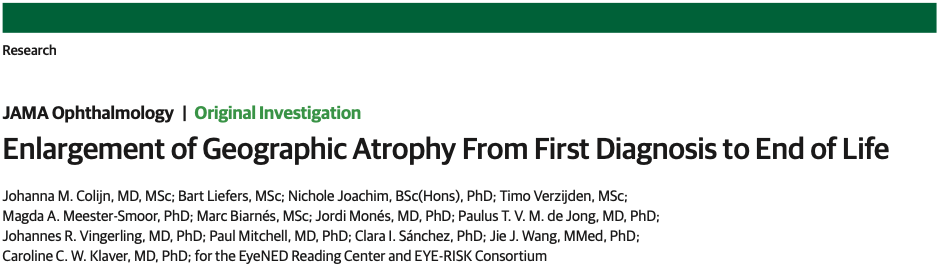 Research
JAMA Ophthalmology | Original Investigation
Enlargement of Geographic Atrophy From First Diagnosis to End of Life
Johanna M. Colijn, MD, MSc; Bart Liefers, MSc; Nichole Joachim, BSc(Hons), PhD; Timo Verzijden, MSc;
Magda A. Meester-Smoor, PhD; Marc Biarnés, MSc; Jordi Monés, MD, PhD; Paulus T. V. M. de Jong, MD, PhD;
Johannes R. Vingerling, MD, PhD; Paul Mitchell, MD, PhD; Clara I. Sánchez, PhD; Jie J. Wang, MMed, PhD;
Caroline C. W. Klaver, MD, PhD; for the EyeNED Reading Center and EYE-RISK Consortium